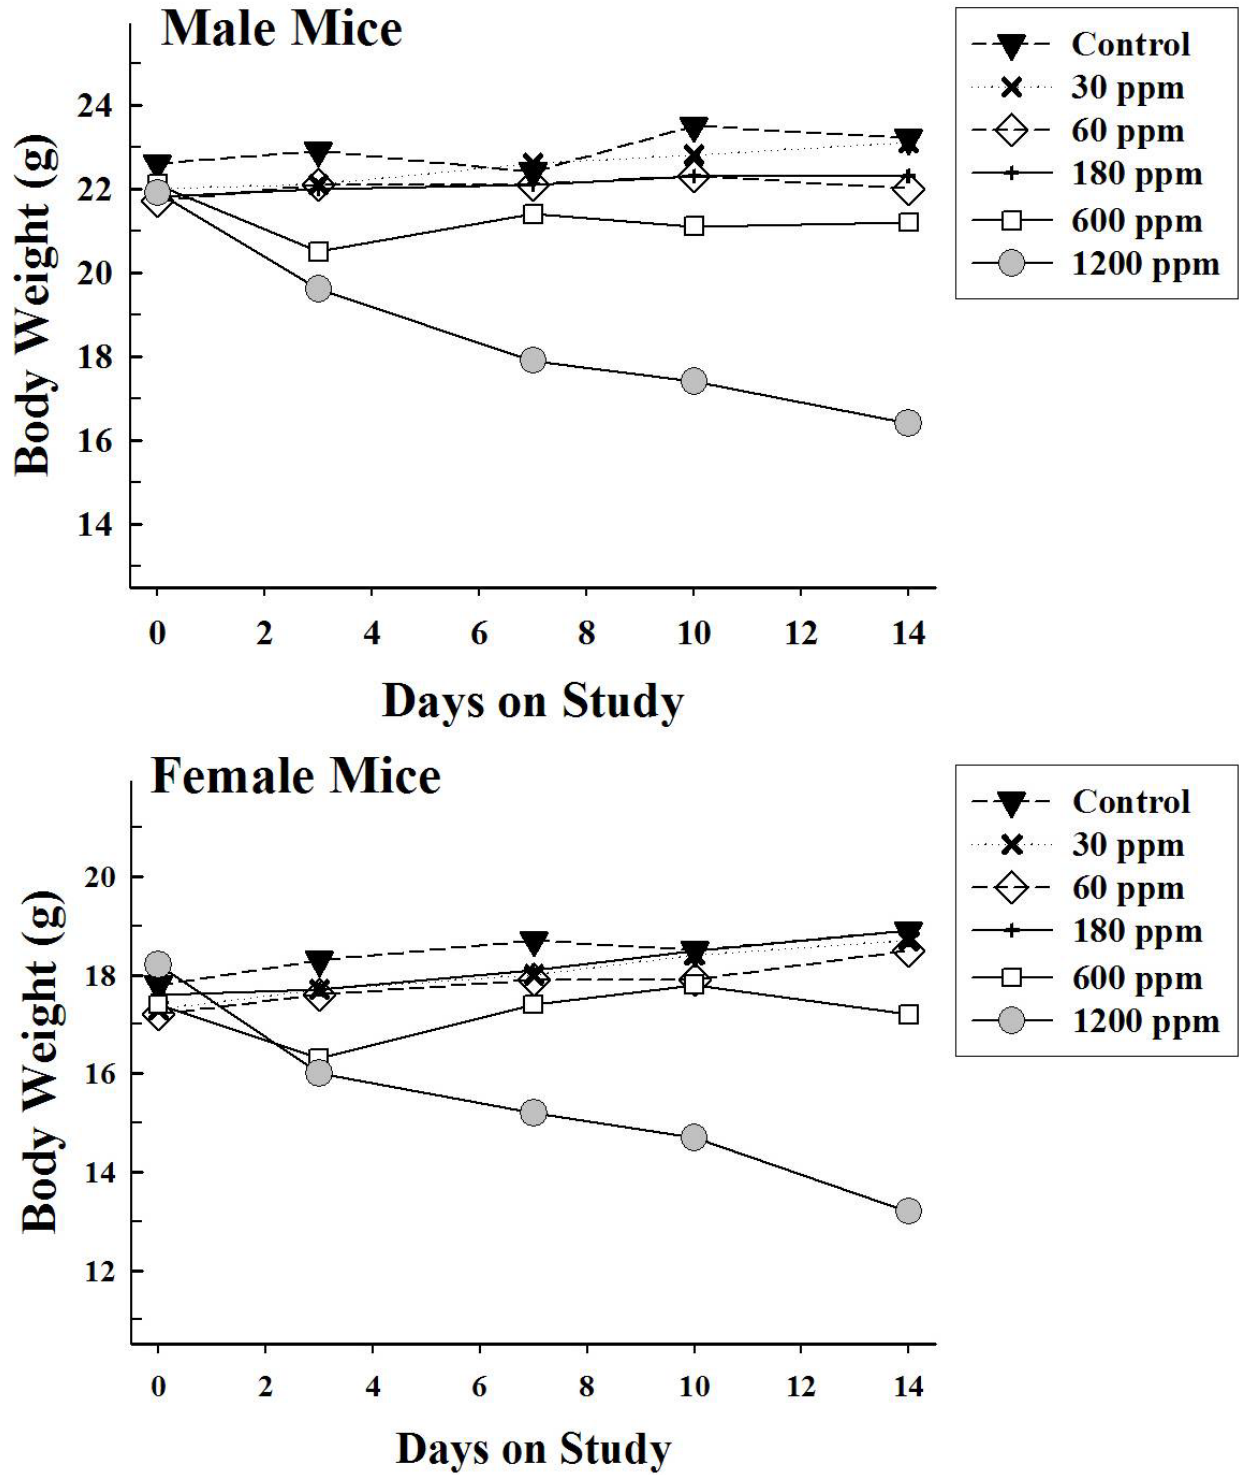 Male Mice
Control
30 ppm
60 ppm
180 ppm
600 ppm
1200 ppm
Body Weight (g)
24
22
20
18
16
14
0 2 4 6 8 10 12 14
Days on Study
Female Mice
Control
30 ppm
60 ppm
180 ppm
600 ppm
1200 ppm
Body Weight (g)
20
18
16
14
12
0 2 4 6 8 10 12 14
Days on Study